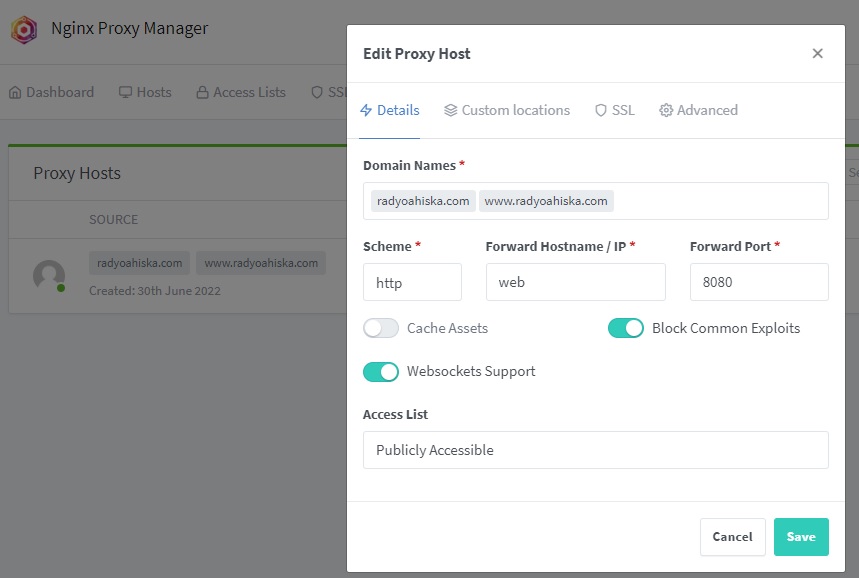 Nginx Proxy Manager
Dashboard Hosts Access Lists SSL
Proxy Hosts
SOURCE
radyoahiska.com www.radyoahiska.com
Created: 30th June 2022
Edit Proxy Host
Details Custom locations SSL Advanced
Domain Names *
radyoahiska.com www.radyoahiska.com
Scheme * Forward Hostname / IP * Forward Port *
http web 8080
Cache Assets Block Common Exploits
Websockets Support
Access List
Publicly Accessible
Cancel Save